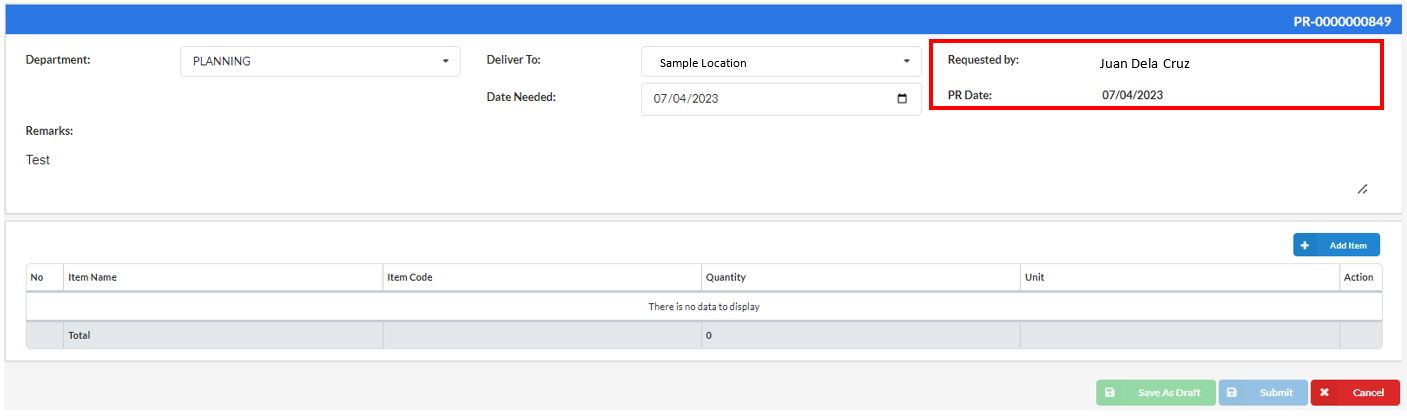 PR-0000000849
Department: PLANNING Deliver To: Sample Location Requested by: Juan Dela Cruz
Date Needed: 07/04/2023 PR Date: 07/04/2023
Remarks:
Test
Add Item
No Item Name Item Code Quantity Unit Action
There is no data to display
Total 0
Save As Draft Submit Cancel